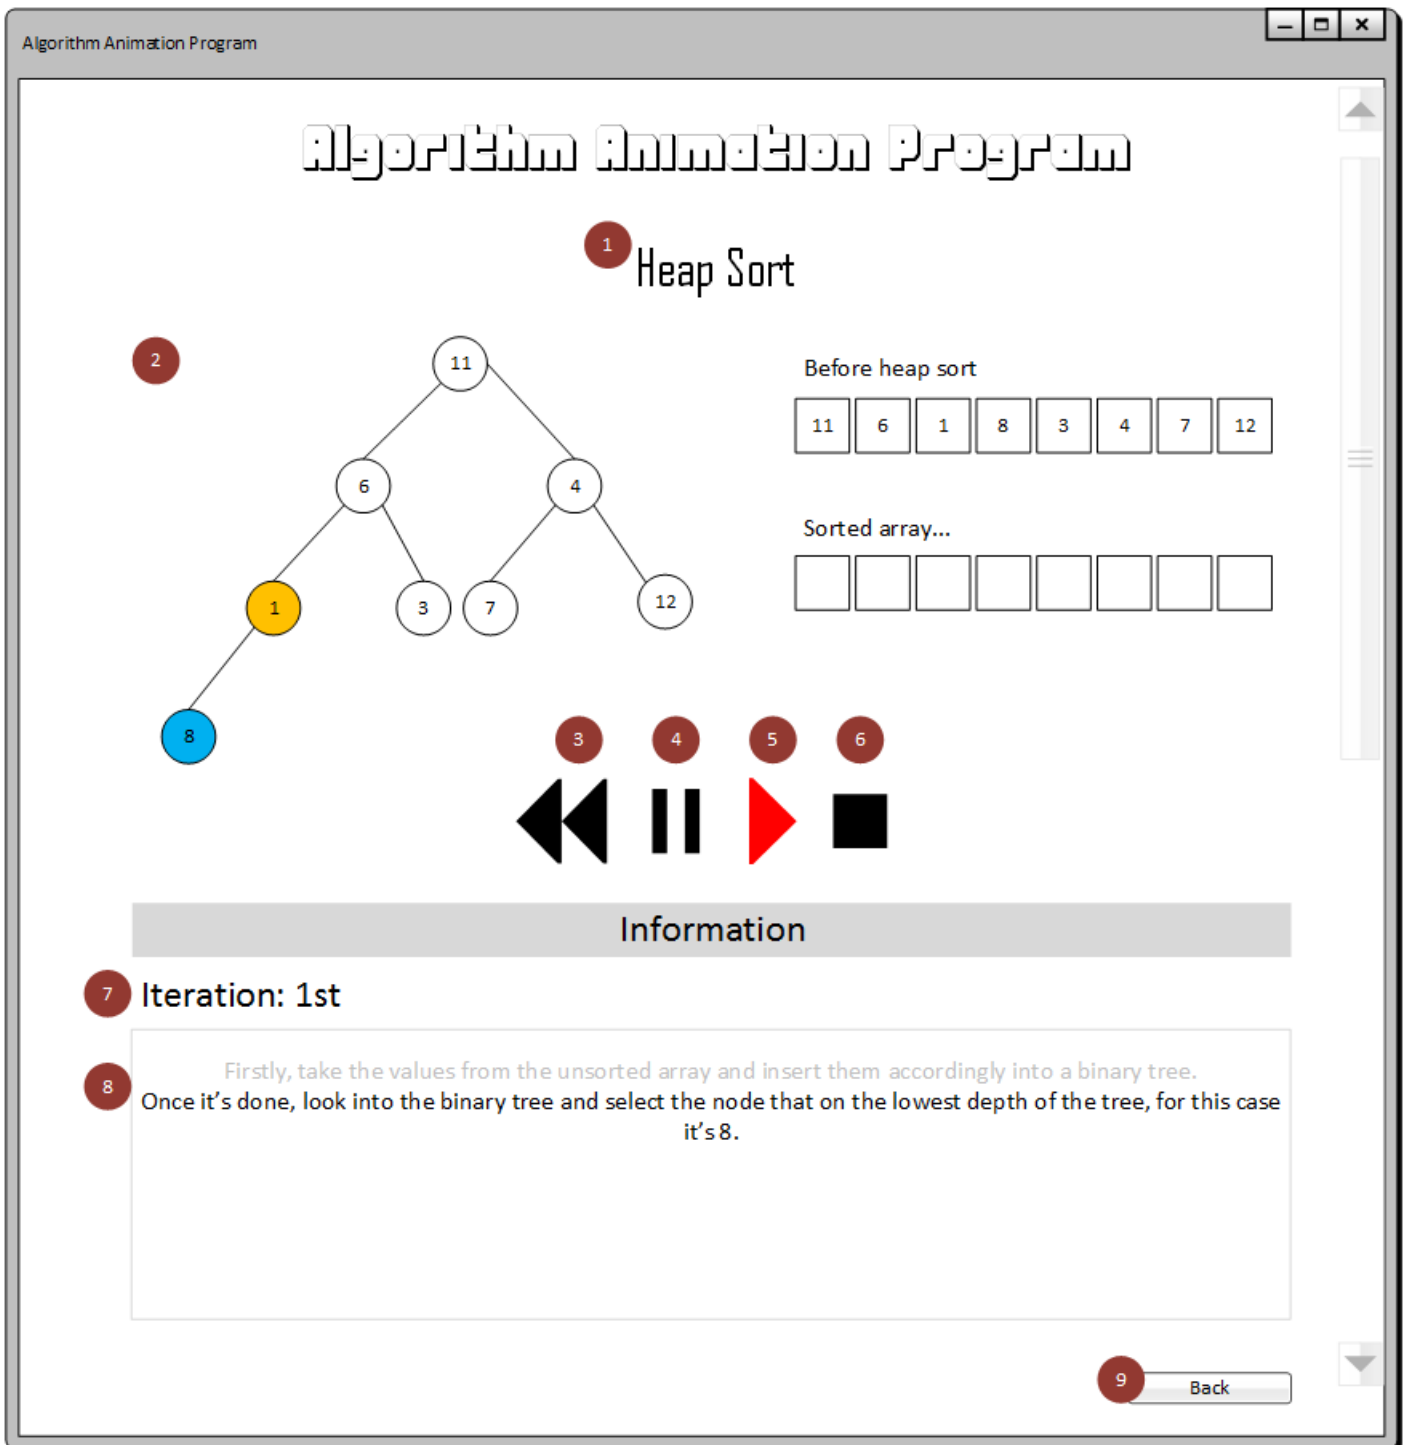 Algorithm Animation Program
Algorithm Animation Program
1
Heap Sort
2
11
6
4
1
3
7
12
8
Before heap sort
11 6 1 8 3 4 7 12
Sorted array...
3 4 5 6
Information
7 Iteration: 1st
8
Firstly, take the values from the unsorted array and insert them accordingly into a binary tree.
Once it's done, look into the binary tree and select the node that on the lowest depth of the tree, for this case
it's 8.
9 Back